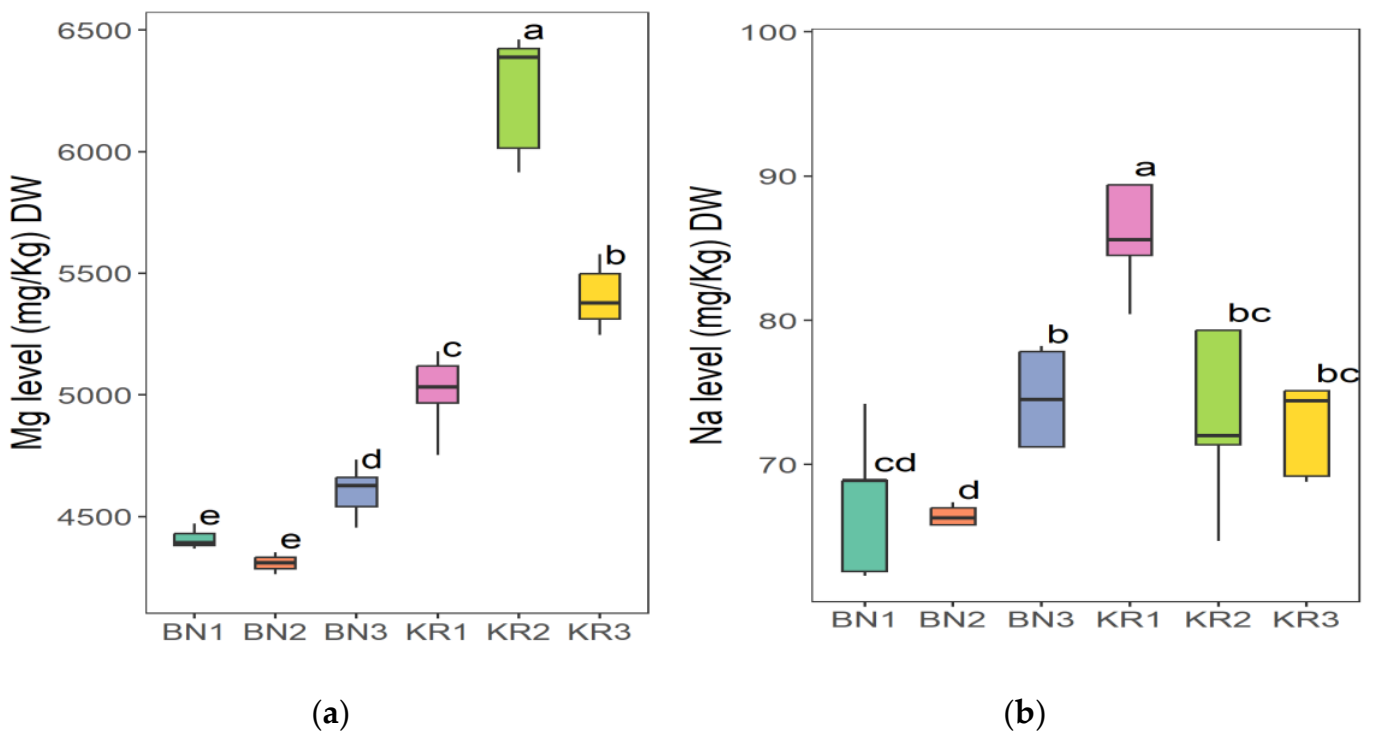 Mg level (mg/Kg) DW
6500
6000
5500
5000
4500
e
e
d
c
a
b
BN1 BN2 BN3 KR1 KR2 KR3
(a)
Na level (mg/Kg) DW
100
90
80
70
cd
d
b
a
bc
bc
BN1 BN2 BN3 KR1 KR2 KR3
(b)